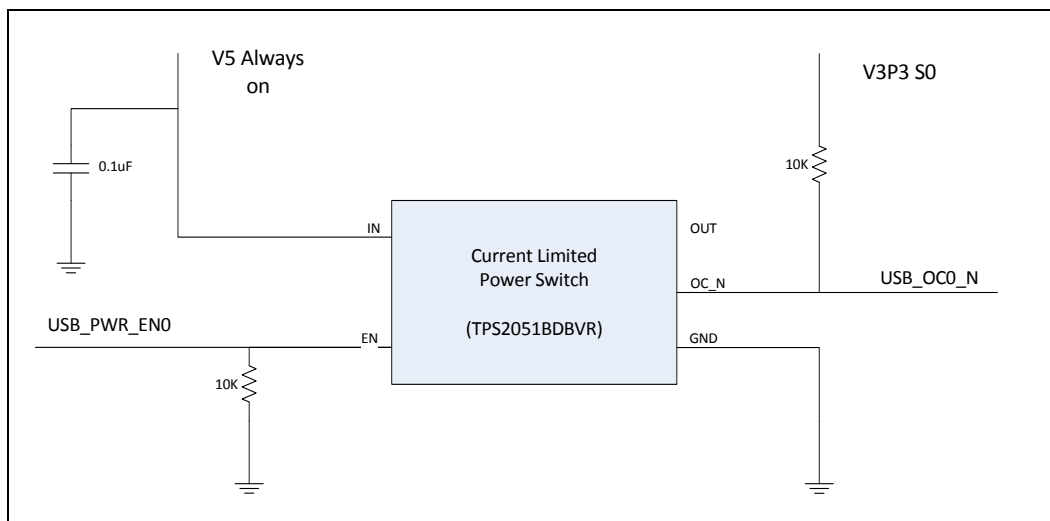 V5 Always
on
V3P3 S0
0.1uF
10K
IN
OUT
Current Limited
Power Switch
OC_N
USB_OC0_N
(TPS2051BDBVR)
USB_PWR_EN0
EN
GND
10K